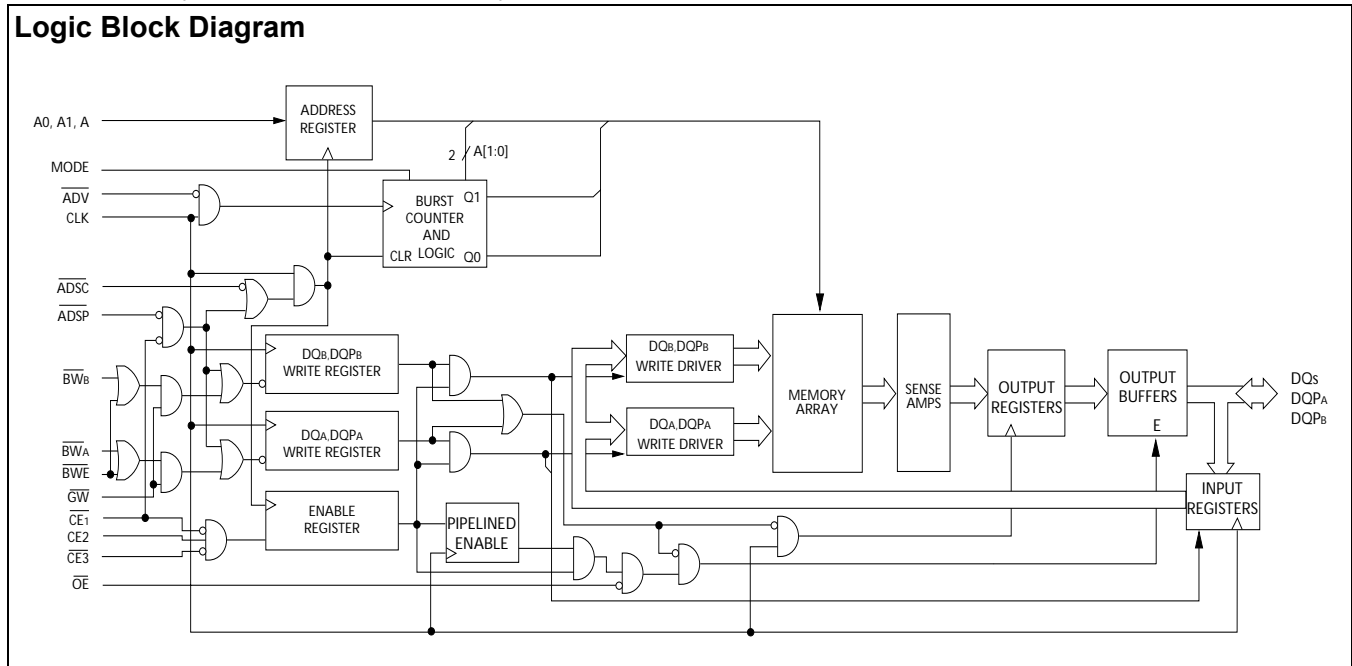 Logic Block Diagram
A0, A1, A
ADDRESS
REGISTER
MODE
2
A[1:0]
ADV
CLK
BURST
COUNTER
AND
LOGIC
Q1
CLR
Q0
ADSC
ADSP
DQB,DQPB
WRITE REGISTER
BWB
DQA,DQPA
WRITE REGISTER
BWA
BWE
GW
CE1
CE2
CE3
ENABLE
REGISTER
PIPELINED
ENABLE
OE
DQB,DQPB
WRITE DRIVER
DQA,DQPA
WRITE DRIVER
MEMORY
ARRAY
SENSE
AMPS
OUTPUT
REGISTERS
OUTPUT
BUFFERS
E
DQs
DQPA
DQPB
INPUT
REGISTERS